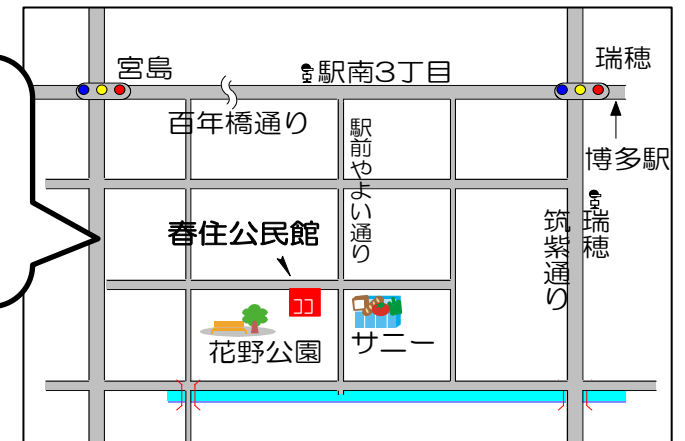 宮島
駅南3丁目
瑞穂
百年橋通り
駅前やよい通り
博多駅
瑞穂
筑紫通り
春住公民館
ココ
花野公園
サニー